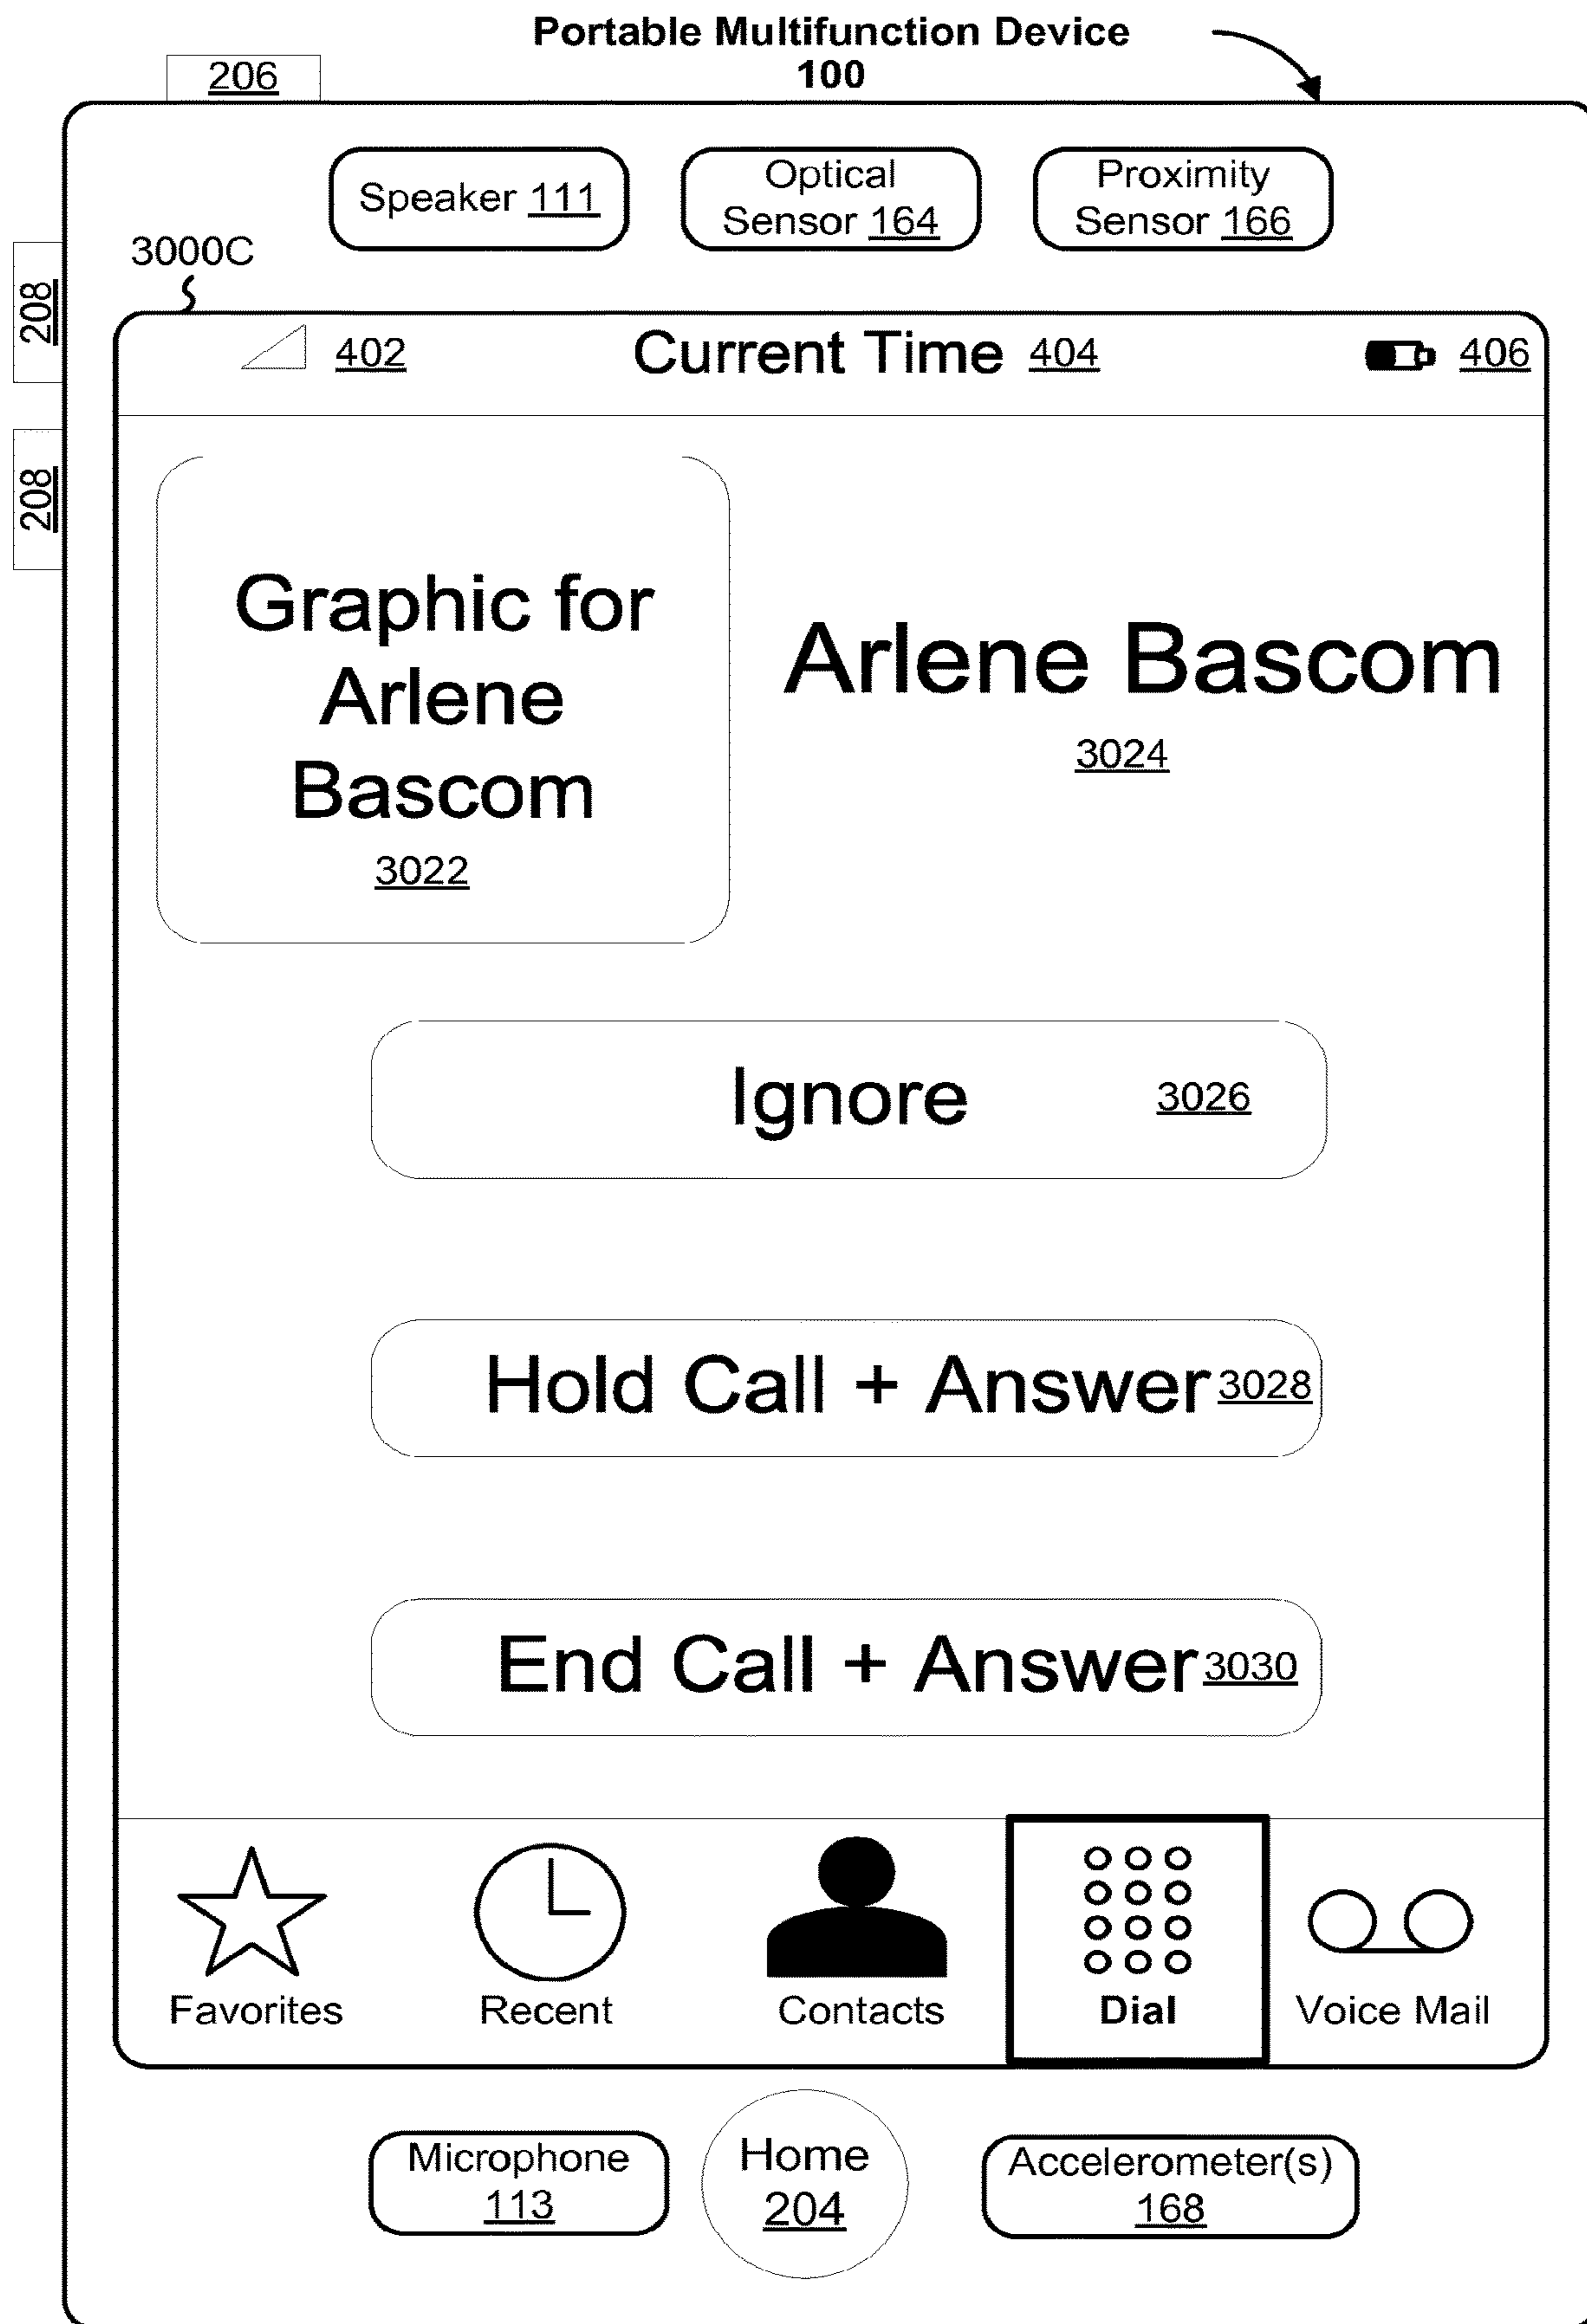 Portable Multifunction Device
100
206
Speaker 111
Optical
Sensor 164
Proximity
Sensor 166
3000C
208
402
Current Time 404
406
208
Graphic for
Arlene
Bascom
3022
Arlene Bascom
3024
Ignore 3026
Hold Call + Answer 3028
End Call + Answer 3030
Favorites
Recent
Contacts
Dial
Voice Mail
Microphone
113
Home
204
Accelerometer(s)
168